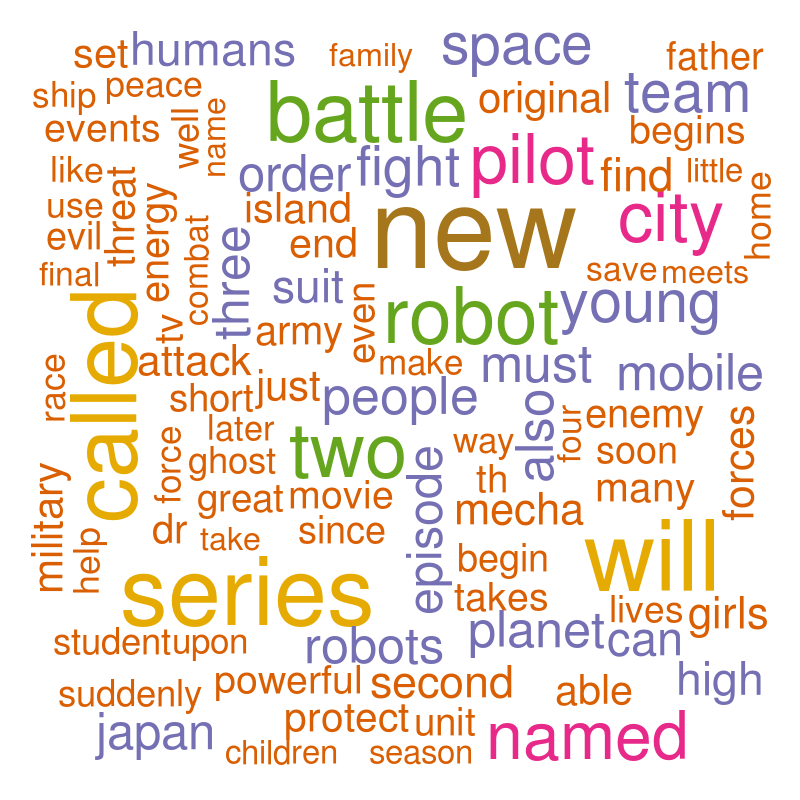 set
humans
family
space
father
ship
peace
battle
original
team
events
well
name
begins
like
threat
order
fight
pilot
find
little
use
energy
island
new
city
home
evil
combat
three
end
save
meets
final
suit
robot
young
called
tv
army
even
attack
make
must
mobile
race
short
just
people
also
four
enemy
forces
later
two
way
soon
force
ghost
military
great
movie
episode
th
many
help
dr
take
since
mecha
will
series
begin
takes
lives
girls
student
upon
robots
planet
can
suddenly
powerful
second
able
high
japan
protect
unit
named
children
season